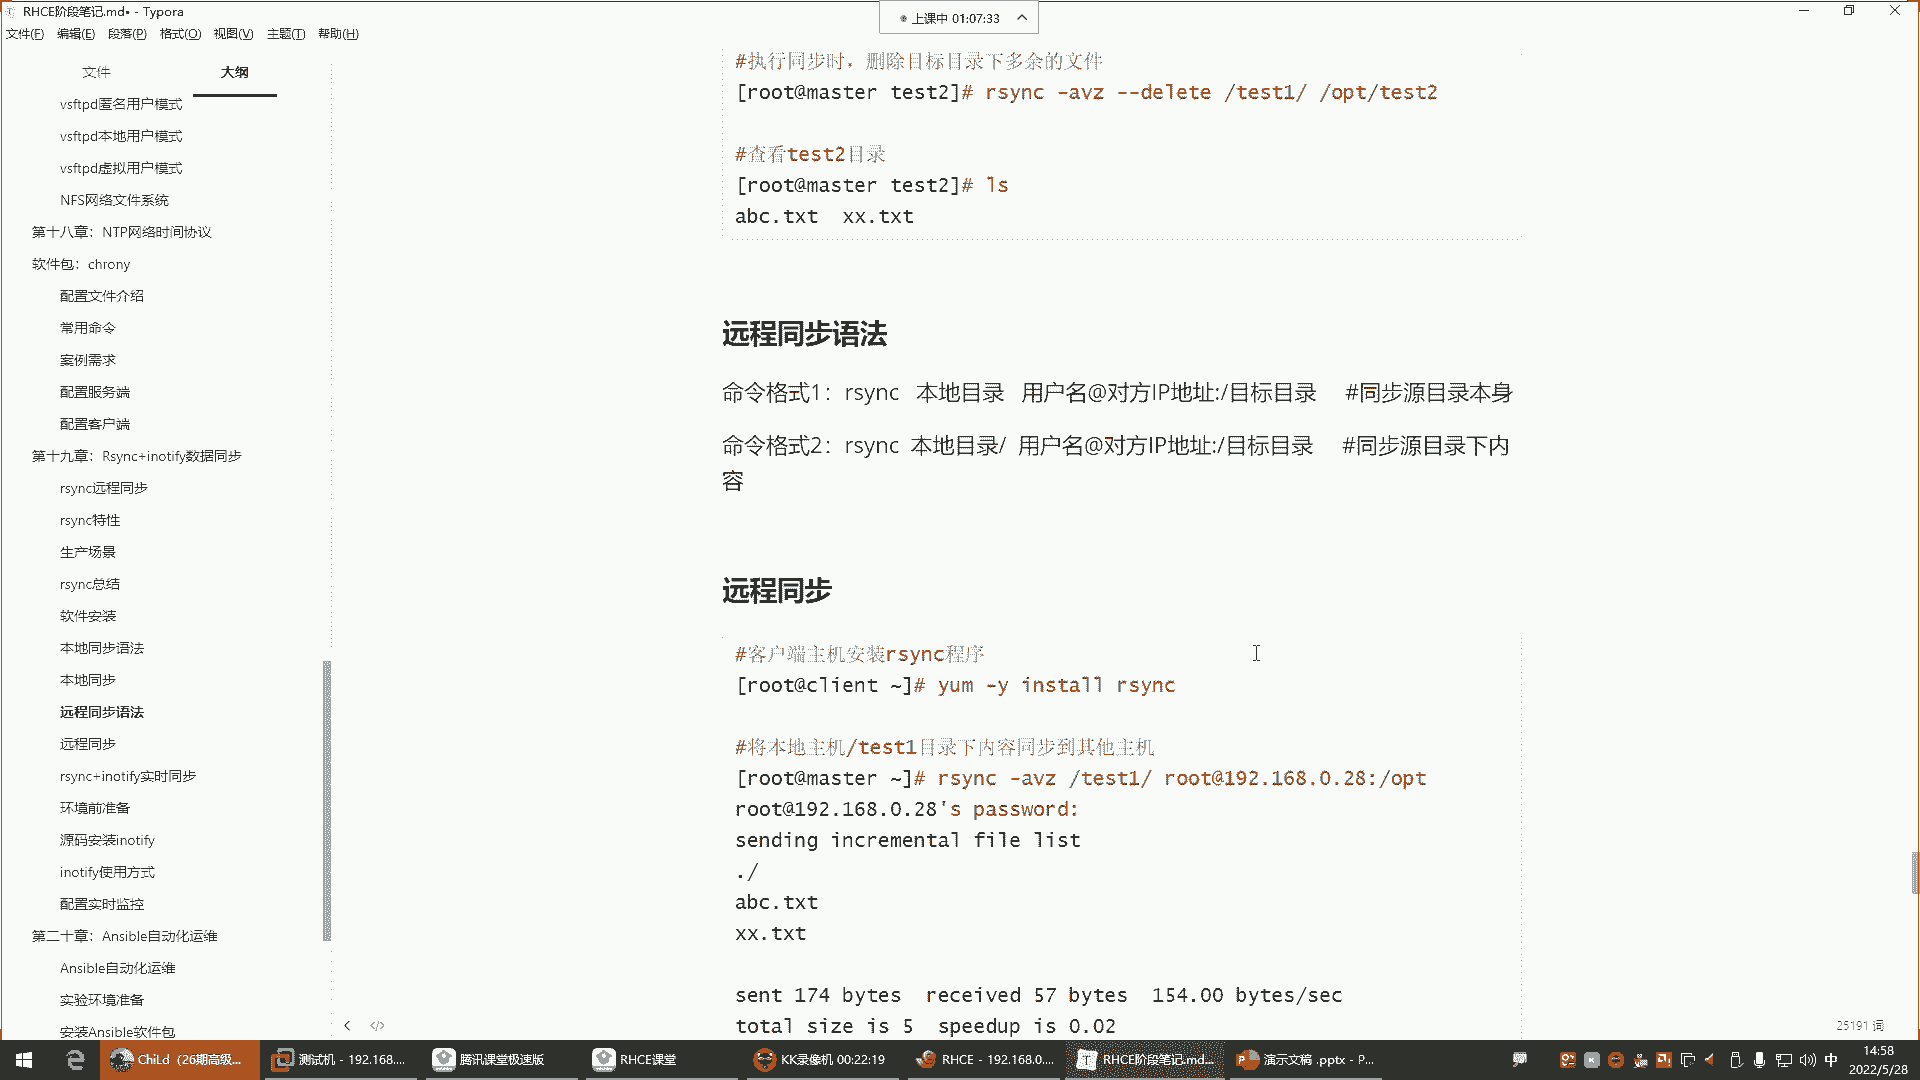 RHCE阶段笔记.md• - Typora
上课中 01:07:33
文件(F) 编辑(E) 段落(P) 格式(O) 视图(V) 主题(T) 帮助(H)
文件 大纲
vsftpd匿名用户模式
vsftpd本地用户模式
vsftpd虚拟用户模式
NFS网络文件系统
第十八章：NTP网络时间协议
软件包：chrony
配置文件介绍
常用命令
案例需求
配置服务端
配置客户端
第十九章：Rsync+inotify数据同步
rsync远程同步
rsync特性
生产场景
rsync总结
软件安装
本地同步语法
本地同步
远程同步语法
远程同步
rsync+inotify实时同步
环境前准备
源码安装inotify
inotify使用方式
配置实时监控
第二十章：Ansible自动化运维
Ansible自动化运维
实验环境准备
安装Ansible软件包
#执行同步时，删除目标目录下多余的文件
[root@master test2]# rsync -avz --delete /test1/ /opt/test2
#查看test2目录
[root@master test2]# ls
abc.txt  xx.txt
远程同步语法
命令格式1：rsync 本地目录 用户名@对方IP地址:/目标目录 #同步源目录本身
命令格式2：rsync 本地目录/ 用户名@对方IP地址:/目标目录 #同步源目录下内
容
远程同步
#客户端主机安装rsync程序
[root@client ~]# yum -y install rsync
#将本地主机/test1目录下内容同步到其他主机
[root@master ~]# rsync -avz /test1/ root@192.168.0.28:/opt
root@192.168.0.28's password:
sending incremental file list
./
abc.txt
xx.txt
sent 174 bytes  received 57 bytes  154.00 bytes/sec
total size is 5  speedup is 0.02
25191 词
ChiLd（26期高级... 测试机 - 192.168.... 腾讯课堂极速版 RHCE课堂 KK录像机 00:22:19 RHCE - 192.168.0.... RHCE阶段笔记.md... 演示文稿 .pptx - P... 中
14:58
2022/5/28